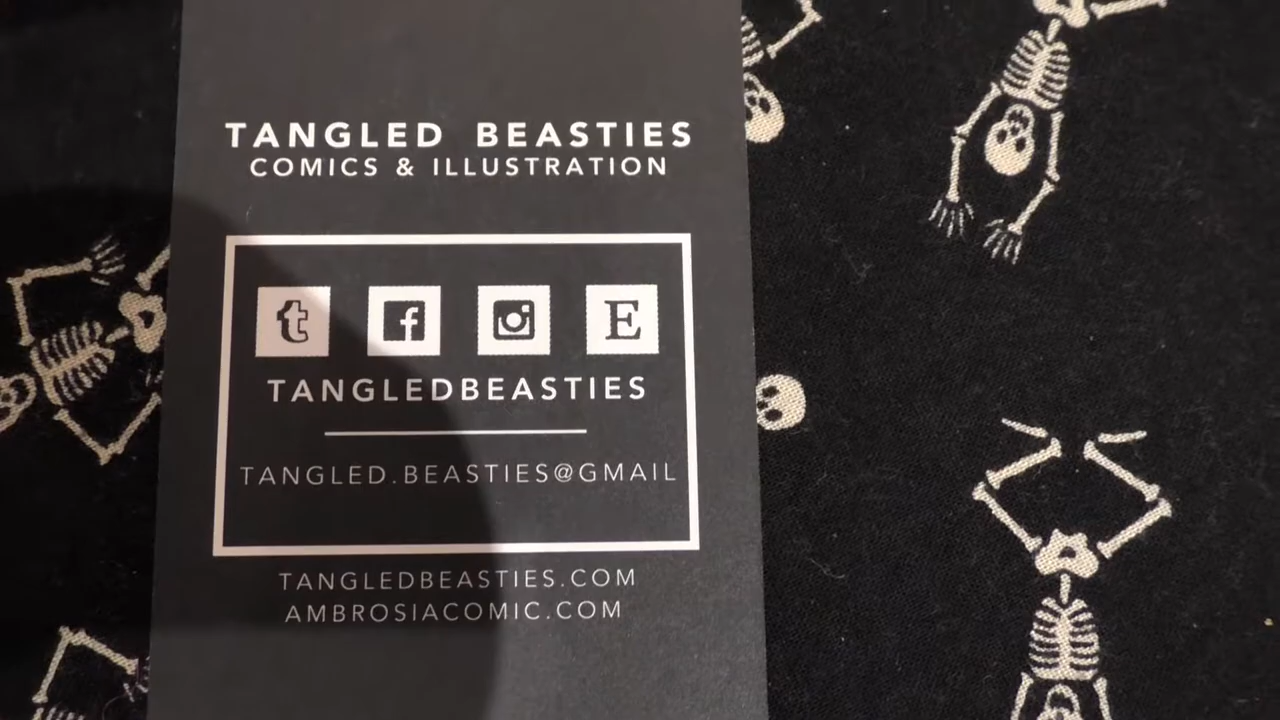 TANGLED BEASTIES
COMICS & ILLUSTRATION
t f E
TANGLEDBEASTIES
TANGLED.BEASTIES@GMAIL
TANGLEDBEASTIES.COM
AMBROSIACOMIC.COM